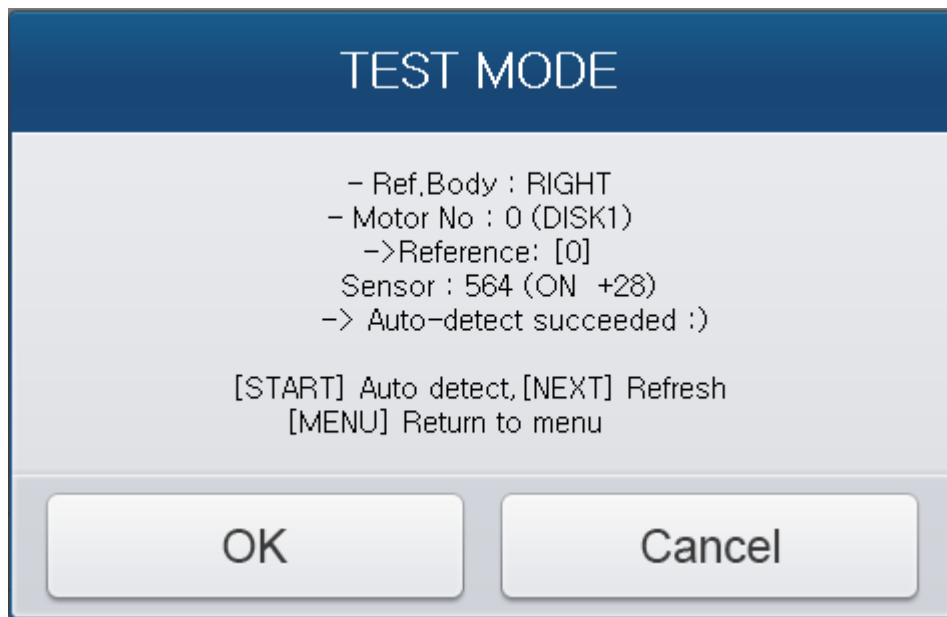 TEST MODE
- Ref.Body : RIGHT
- Motor No : 0 (DISK1)
->Reference: [0]
Sensor : 564 (ON  +28)
-> Auto-detect succeeded :)
[START] Auto detect, [NEXT] Refresh
[MENU] Return to menu
OK
Cancel